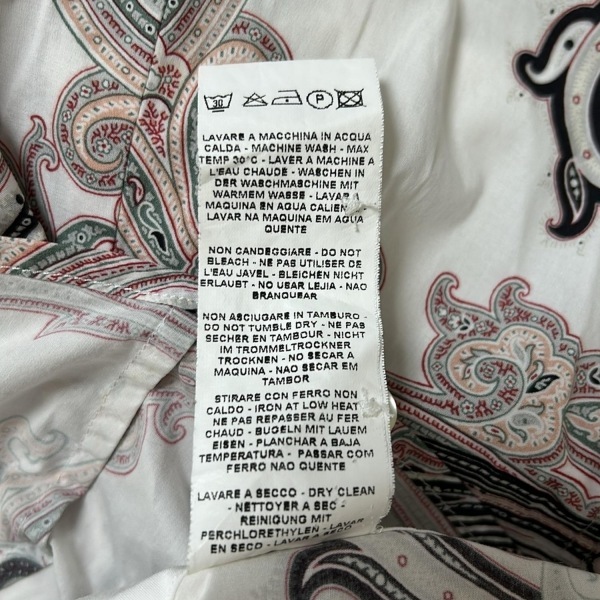 30 P
LAVARE A MACCHINA IN ACQUA
CALDA - MACHINE WASH - MAX
TEMP 30°C - LAVER A MACHINE A
L'EAU CHAUDE - WASCHEN IN
DER WASCHMASCHINE MIT
WARMEM WASSE - LAVAR A
MAQUINA EN AQUA CALIEN
LAVAR NA MAQUINA EM AGUA
QUENTE
NON CANDEGGIARE - DO NOT
BLEACH - NE PAS UTILISER DE
L'EAU JAVEL - BLEICHEN NICHT
ERLAUBT - NO USAR LEJIA - NAO
BRANQUEAR
NON ASCIUGARE IN TAMBURO -
DO NOT TUMBLE DRY - NE PAS
SECHER EN TAMBOUR - NICHT
IM TROMMELTROCKNER
TROCKNEN - NO SECAR A
MAQUINA - NAO SECAR EM
TAMBOR
STIRARE CON FERRO NON
CALDO - IRON AT LOW HEAT
NE PAS REPASSER AU FER
CHAUD - BUGELN MIT LAUEM
EISEN - PLANCHAR A BAJA
TEMPERATURA - PASSAR COM
FERRO NAO QUENTE
LAVARE A SECCO - DRY CLEAN
- NETTOYER A SEC -
REINIGUNG MIT
PERCHLORETHYLEN - LAVAR
EN SECO - LAVAR A SECO